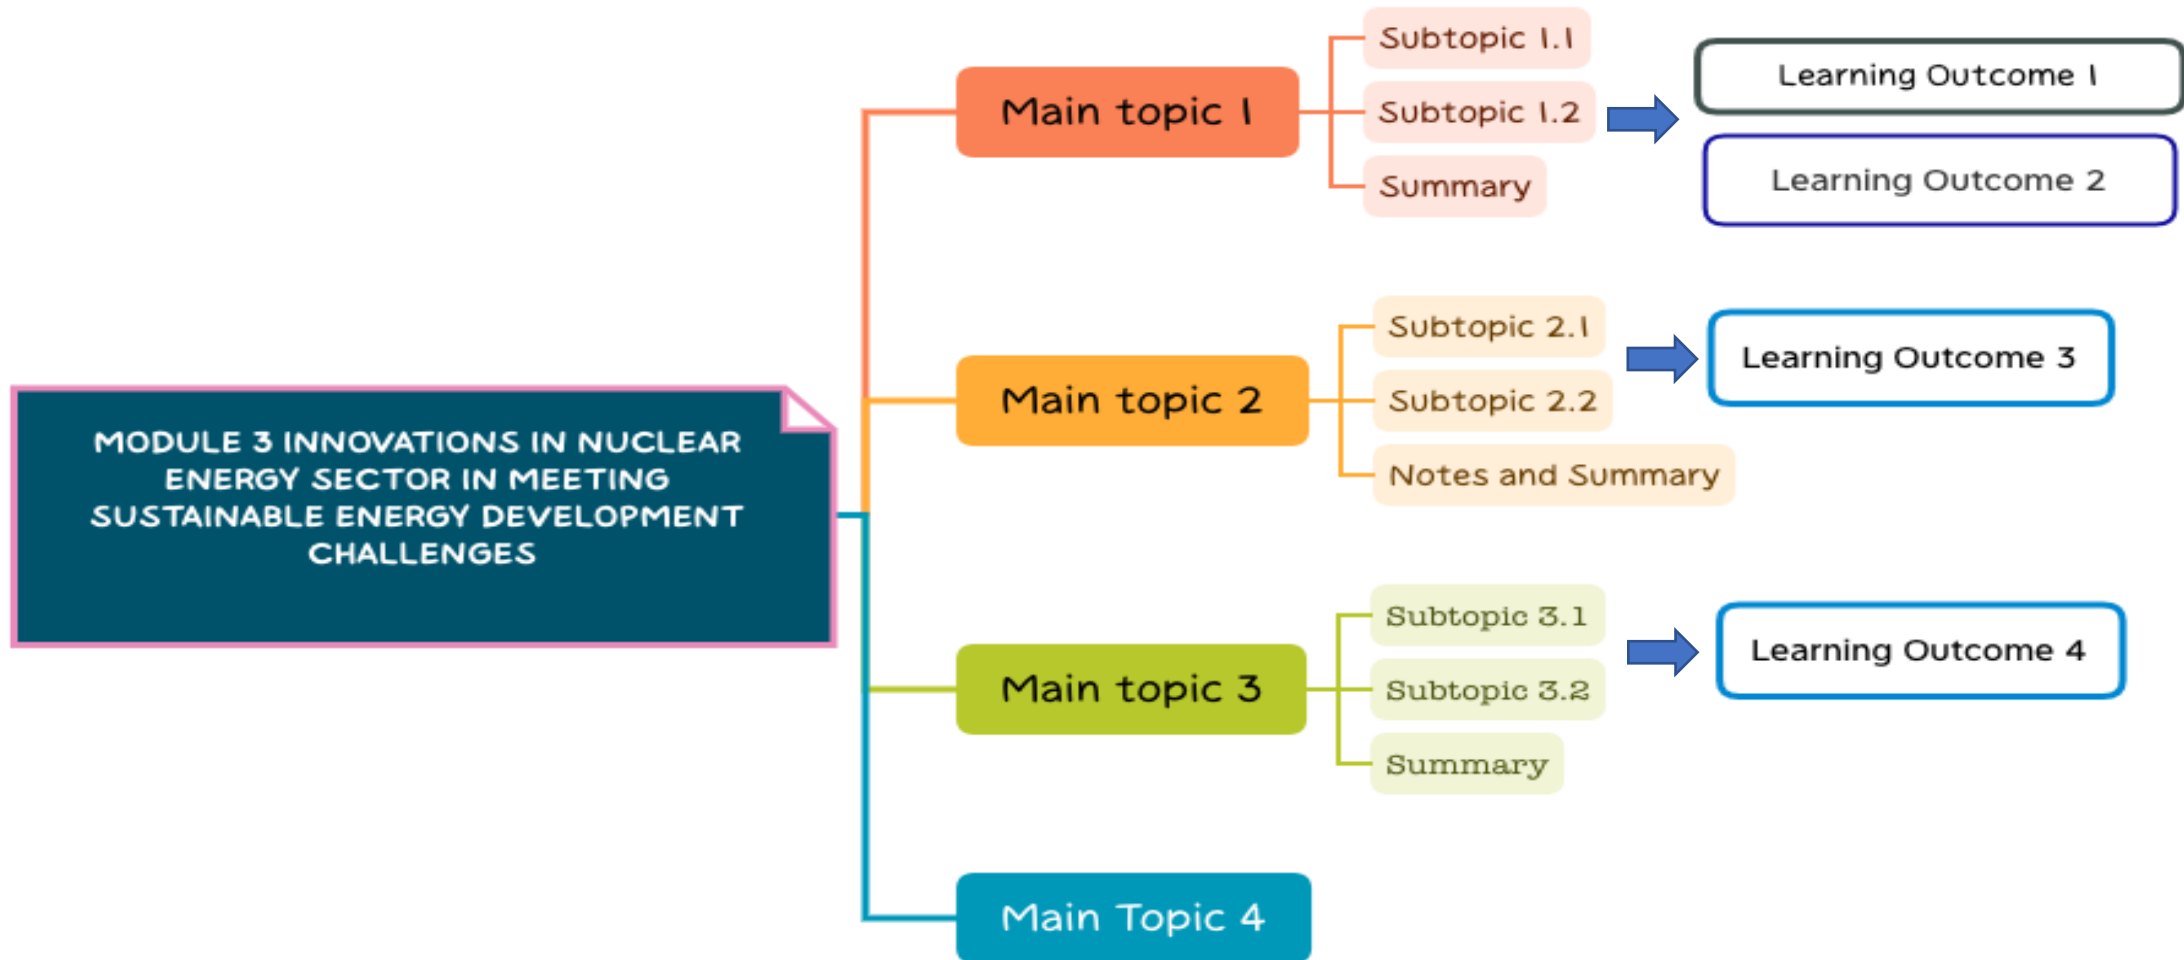 MODULE 3 INNOVATIONS IN NUCLEAR
ENERGY SECTOR IN MEETING
SUSTAINABLE ENERGY DEVELOPMENT
CHALLENGES
Main topic 1
Subtopic 1.1
Subtopic 1.2
Summary
Learning Outcome 1
Learning Outcome 2
Main topic 2
Subtopic 2.1
Subtopic 2.2
Notes and Summary
Learning Outcome 3
Main topic 3
Subtopic 3.1
Subtopic 3.2
Summary
Learning Outcome 4
Main Topic 4